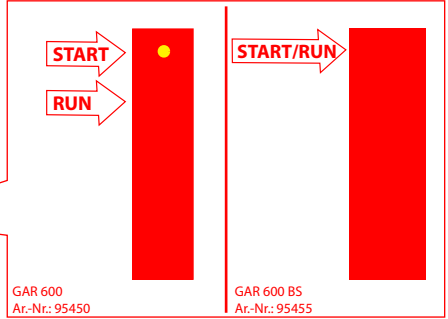 START
RUN
GAR 600
Ar.-Nr.: 95450
START/RUN
GAR 600 BS
Ar.-Nr.: 95455